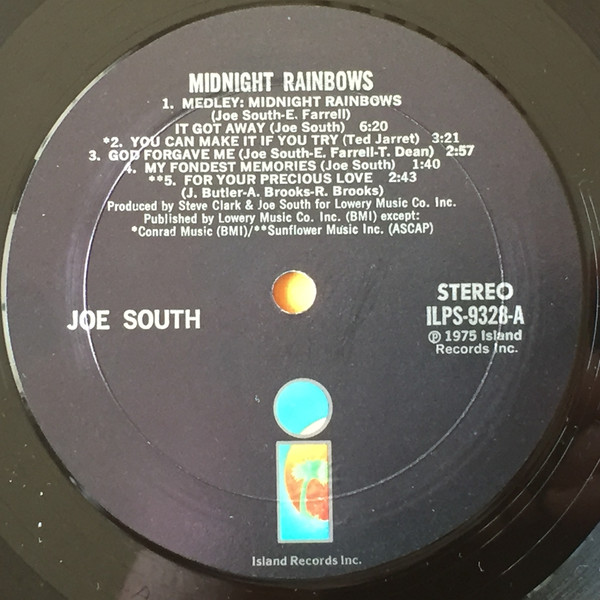 MIDNIGHT RAINBOWS
1. MEDLEY: MIDNIGHT RAINBOWS
(Joe South-E. Farrell)
IT GOT AWAY (Joe South) 6:20
*2. YOU CAN MAKE IT IF YOU TRY (Ted Jarret) 3:21
3. GOD FORGAVE ME (Joe South-E. Farrell-T. Dean) 2:57
4. MY FONDEST MEMORIES (Joe South) 1:40
**5. FOR YOUR PRECIOUS LOVE 2:43
(J. Butler-A. Brooks-R. Brooks)
Produced by Steve Clark & Joe South for Lowery Music Co. Inc.
Published by Lowery Music Co. Inc. (BMI) except:
*Conrad Music (BMI)/**Sunflower Music Inc. (ASCAP)
JOE SOUTH
STEREO
ILPS-9328-A
℗ 1975 Island
Records Inc.
i
Island Records Inc.